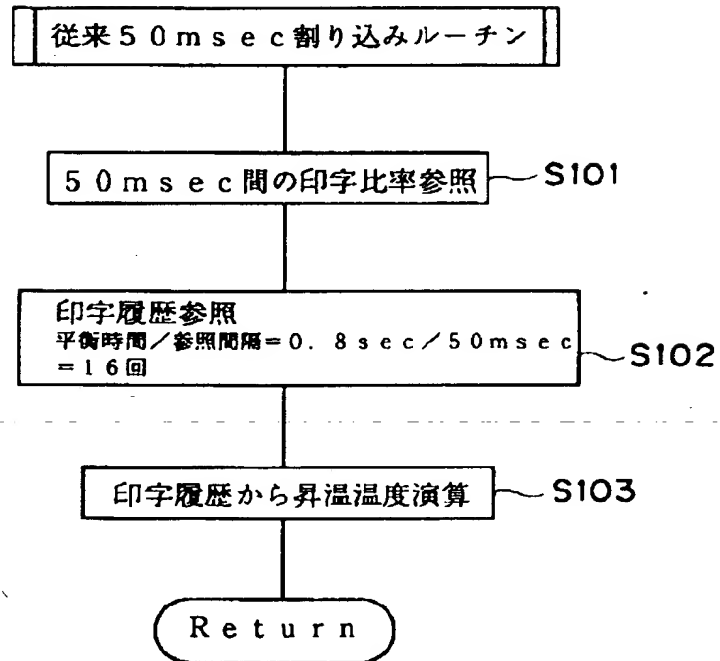 従来50msec割り込みルーチン
50msec間の印字比率参照
S101
印字履歴参照
平衡時間／参照間隔＝0．8sec／50msec
＝16回
S102
印字履歴から昇温温度演算
S103
Return